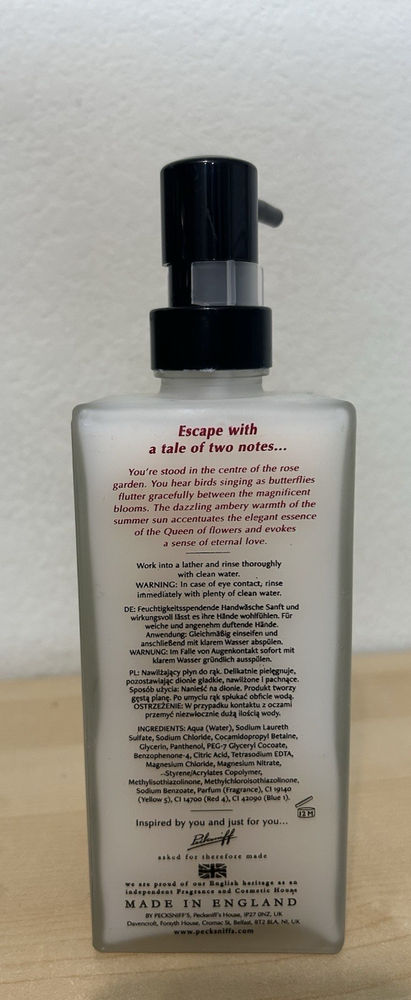 Escape with
a tale of two notes...
You're stood in the centre of the rose
garden. You hear birds singing as butterflies
flutter gracefully between the magnificent
blooms. The dazzling ambery warmth of the
summer sun accentuates the elegant essence
of the Queen of flowers and evokes
a sense of eternal love.
Work into a lather and rinse thoroughly
with clean water.
WARNING: In case of eye contact, rinse
immediately with plenty of clean water.
DE: Feuchtigkeitsspendende Handwäsche Sanft und
wirkungsvoll lässt es ihre Hände wohlfühlen. Für
weiche und angenehm duftende Hände.
Anwendung: Gleichmäßig einseifen und
anschließend mit klarem Wasser abspülen.
WARNUNG: Im Falle von Augenkontakt sofort mit
klarem Wasser gründlich ausspülen.
PL: Nawilżający płyn do rąk. Delikatnie pielęgnuje,
pozostawiając dłonie gładkie, nawilżone i pachnące.
Sposób użycia: Nanieść na dłonie. Produkt tworzy
gęstą pianę. Po umyciu rąk spłukać obficie wodą.
OSTRZEŻENIE: W przypadku kontaktu z oczami
przemyć niezwłocznie dużą ilością wody.
INGREDIENTS: Aqua (Water), Sodium Laureth
Sulfate, Sodium Chloride, Cocamidopropyl Betaine,
Glycerin, Panthenol, PEG-7 Glyceryl Cocoate,
Benzophenone-4, Citric Acid, Tetrasodium EDTA,
Magnesium Chloride, Magnesium Nitrate,
Styrene/Acrylates Copolymer,
Methylisothiazolinone, Methylchloroisothiazolinone,
Sodium Benzoate, Parfum (Fragrance), CI 19140
(Yellow 5), CI 14700 (Red 4), CI 42090 (Blue 1).
12 M
Inspired by you and just for you...
Pecksniff
asked for therefore made
we are proud of our English heritage as an
independent Fragrance and Cosmetic House
MADE IN ENGLAND
BY PECKSNIFF'S, Pecksniff's House, IP27 0NZ, UK
Davencroft, Forsyth House, Cromac St, Belfast, BT2 8LA, NI, UK
www.pecksniffs.com